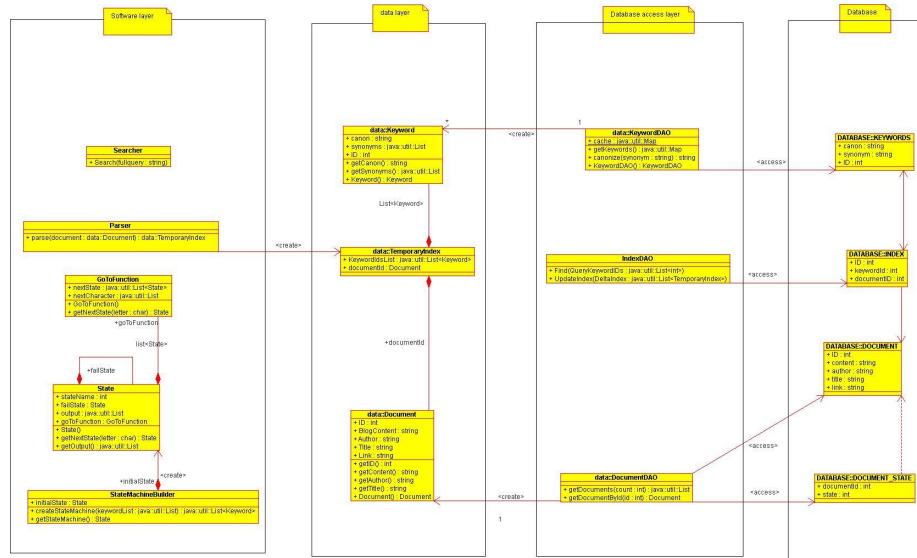 Software layer
data layer
Database access layer
Database
Searcher
+ Search(fullquery : string)
Parser
+ parse(document : data::Document) : data::TemporaryIndex
<create>
GoToFunction
+ nextState : java::util::List<State>
+ nextCharacter : java::util::List
+ GoToFunction()
+ getNextState(letter : char) : State
+goToFunction
list<State>
+failState
State
+ stateName : int
+ failState : State
+ output : java::util::List
+ goToFunction : GoToFunction
+ State()
+ getNextState(letter : char) : State
+ getOutput() : java::util::List
<create>
+initialState
StateMachineBuilder
+ initialState : State
+ createStateMachine(keywordList : java::util::List) : java::util::List<Keyword>
+ getStateMachine() : State
data::Keyword
+ canon : string
+ synonyms : java::util::List
+ ID : int
+ getCanon() : string
+ getSynonyms() : java::util::List
+ Keyword() : Keyword
List<Keyword>
data::TemporaryIndex
+ KeywordIdsList : java::util::List<Keyword>
+ documentId : Document
+documentId
data::Document
+ ID : int
+ BlogContent : string
+ Author : string
+ Title : string
+ Link : string
+ getID() : int
+ getContent() : string
+ getAuthor() : string
+ getTitle() : string
+ Document() : Document
*
1
<create>
data::KeywordDAO
+ cache : java::util::Map
+ getKeywords() : java::util::Map
+ canonize(synonym : string) : string
+ KeywordDAO() : KeywordDAO
<access>
IndexDAO
+ Find(QueryKeywordIDs : java::util::List<int>)
+ UpdateIndex(DeltaIndex : java::util::List<TemporaryIndex>)
<access>
<access>
data::DocumentDAO
+ getDocuments(count : int) : java::util::List
+ getDocumentById(id : int) : Document
<create>
1
<access>
DATABASE::KEYWORDS
+ canon : string
+ synonym : string
+ ID : int
DATABASE::INDEX
+ ID : int
+ keywordId : int
+ documentID : int
DATABASE::DOCUMENT
+ ID : int
+ content : string
+ author : string
+ title : string
+ link : string
DATABASE::DOCUMENT_STATE
+ documentId : int
+ state : int